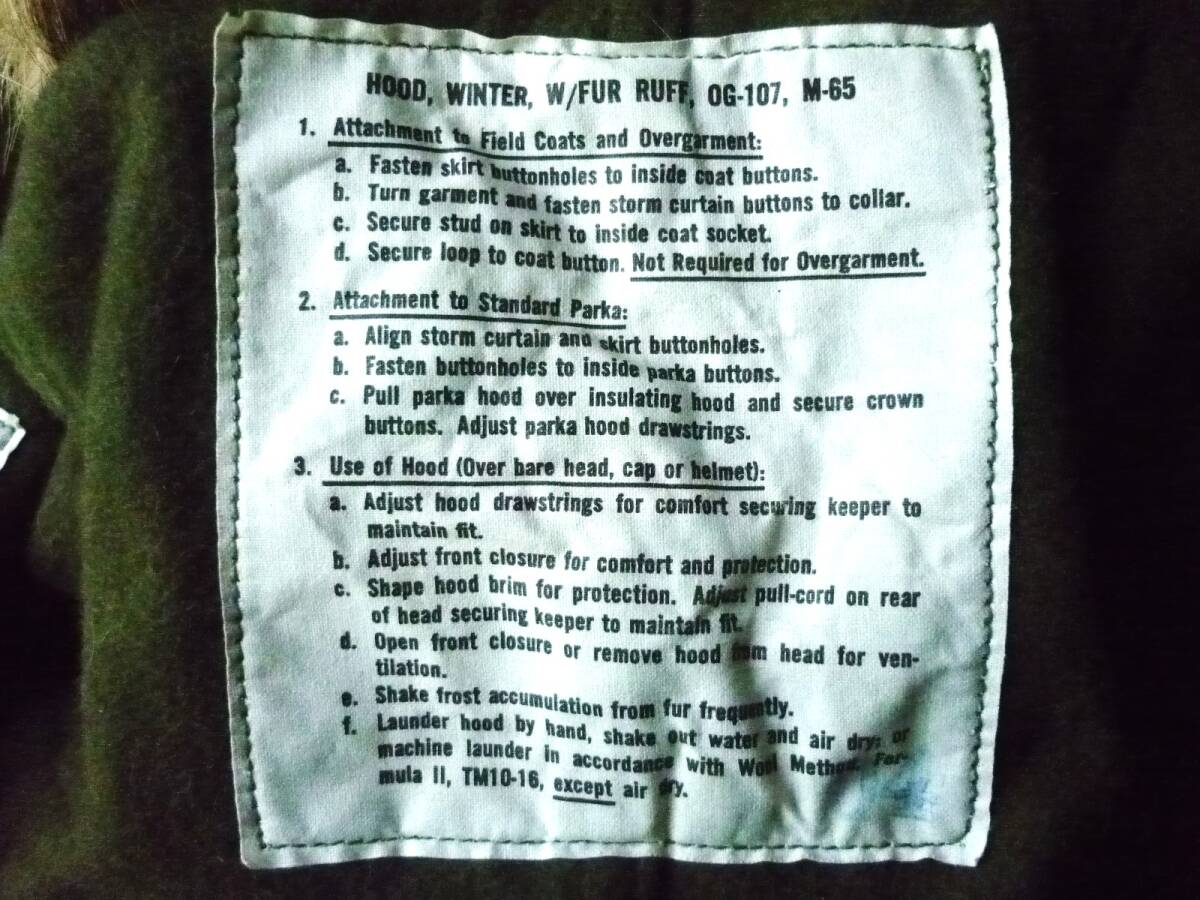 HOOD, WINTER, W/FUR RUFF, OG-107, M-65
1. Attachment to Field Coats and Overgarment:
a. Fasten skirt buttonholes to inside coat buttons.
b. Turn garment and fasten storm curtain buttons to collar.
c. Secure stud on skirt to inside coat socket.
d. Secure loop to coat button. Not Required for Overgarment.
2. Attachment to Standard Parka:
a. Align storm curtain and skirt buttonholes.
b. Fasten buttonholes to inside parka buttons.
c. Pull parka hood over insulating hood and secure crown
buttons. Adjust parka hood drawstrings.
3. Use of Hood (Over bare head, cap or helmet):
a. Adjust hood drawstrings for comfort securing keeper to
maintain fit.
b. Adjust front closure for comfort and protection.
c. Shape hood brim for protection. Adjust pull-cord on rear
of head securing keeper to maintain fit.
d. Open front closure or remove hood from head for ven-
tilation.
e. Shake frost accumulation from fur frequently.
f. Launder hood by hand, shake out water and air dry: or
machine launder in accordance with Wool Method. For-
mula II, TM10-16, except air dry.